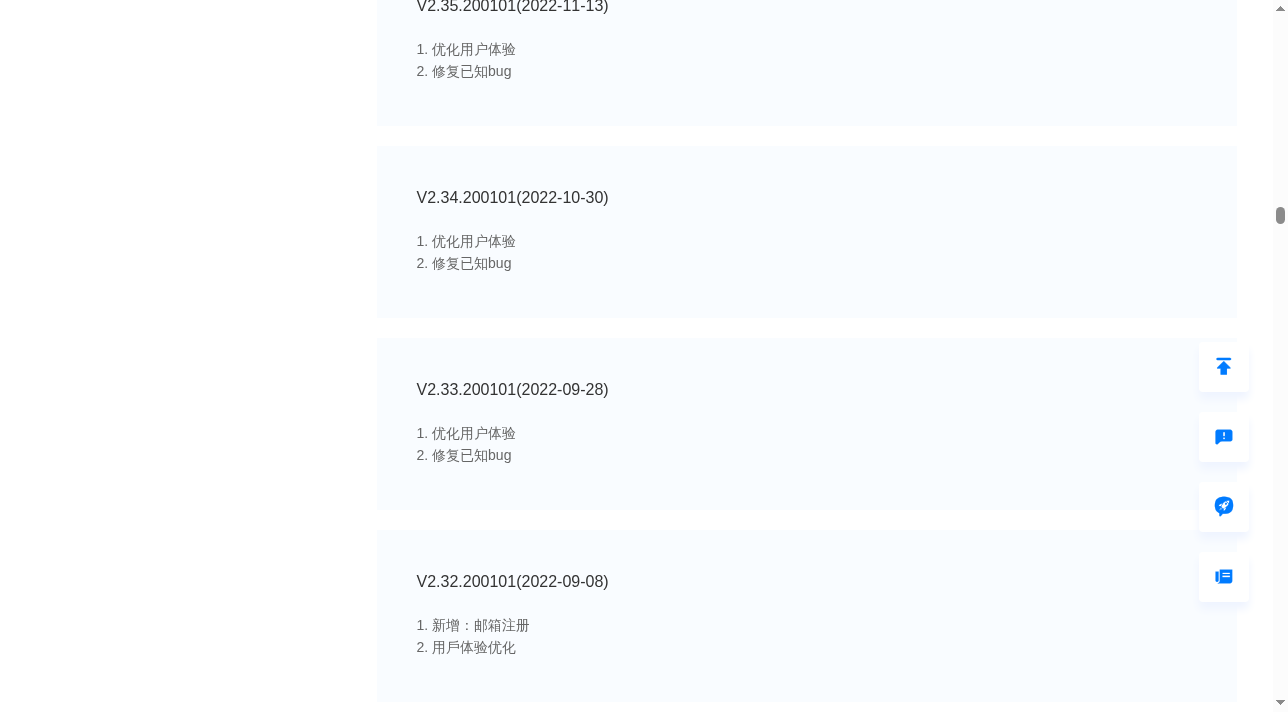 V2.35.200101(2022-11-13)
1. 优化用户体验
2. 修复已知bug
V2.34.200101(2022-10-30)
1. 优化用户体验
2. 修复已知bug
V2.33.200101(2022-09-28)
1. 优化用户体验
2. 修复已知bug
V2.32.200101(2022-09-08)
1. 新增：邮箱注册
2. 用戶体验优化